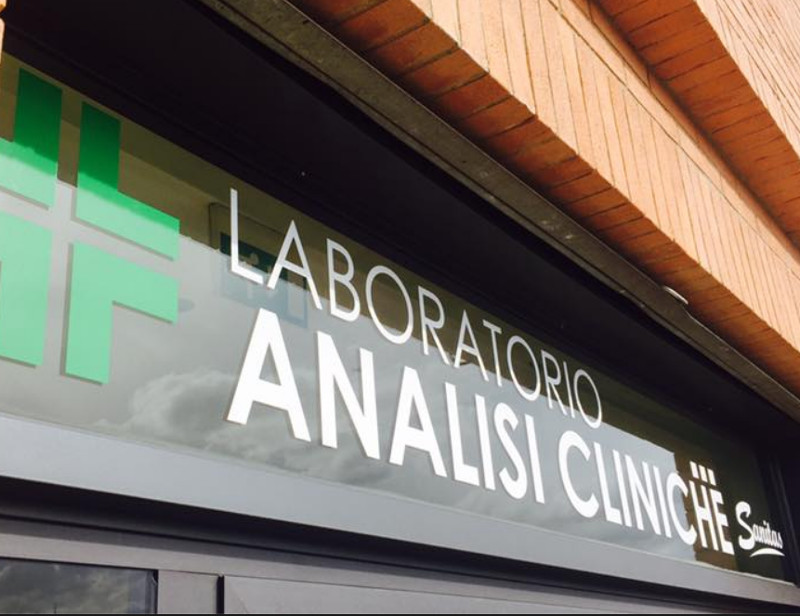 LABORATORIO
ANALISI CLINICHE Sanitas